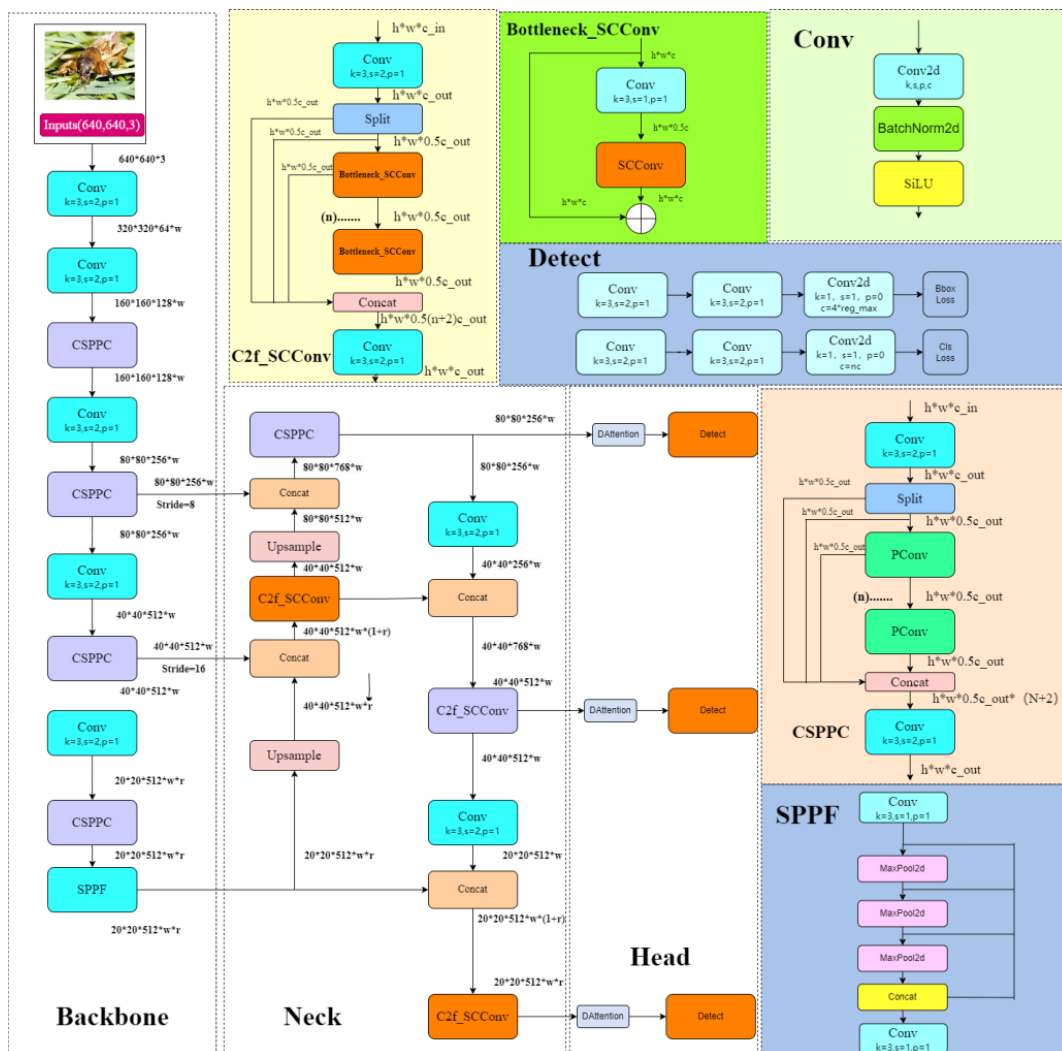 Inputs(640,640,3)
640*640*3
Conv
k=3,s=2,p=1
320*320*64*w
Conv
k=3,s=2,p=1
160*160*128*w
CSPPC
160*160*128*w
Conv
k=3,s=2,p=1
80*80*256*w
CSPPC
80*80*256*w
Stride=8
80*80*256*w
Conv
k=3,s=2,p=1
40*40*512*w
CSPPC
40*40*512*w
Stride=16
40*40*512*w
Conv
k=3,s=2,p=1
20*20*512*w*r
CSPPC
20*20*512*w*r
SPPF
20*20*512*w*r
Backbone
h*w*c_in
Conv
k=3,s=2,p=1
h*w*c_out
h*w*0.5c_out
Split
h*w*0.5c_out
h*w*0.5c_out
h*w*0.5c_out
Bottleneck_SCConv
(n).......
h*w*0.5c_out
Bottleneck_SCConv
h*w*0.5c_out
Concat
h*w*0.5(n+2)c_out
Conv
k=3,s=2,p=1
C2f_SCConv
h*w*c_out
Bottleneck_SCConv
h*w*c
Conv
k=3,s=1,p=1
h*w*0.5c
SCConv
h*w*c
h*w*c
Conv
Conv2d
k,s,p,c
BatchNorm2d
SiLU
Detect
Conv
k=3,s=2,p=1
Conv
k=3,s=2,p=1
Conv2d
k=1, s=1, p=0
c=4*reg_max
Bbox
Loss
Conv
k=3,s=2,p=1
Conv
k=3,s=2,p=1
Conv2d
k=1, s=1, p=0
c=nc
Cls
Loss
CSPPC
80*80*256*w
80*80*768*w
80*80*256*w
Concat
80*80*512*w
Upsample
40*40*512*w
C2f_SCConv
40*40*512*w*(1+r)
Concat
40*40*512*w*r
Upsample
20*20*512*w*r
Conv
k=3,s=2,p=1
40*40*256*w
Concat
40*40*768*w
40*40*512*w
C2f_SCConv
40*40*512*w
Conv
k=3,s=2,p=1
20*20*512*w
Concat
20*20*512*w*(1+r)
20*20*512*w*r
C2f_SCConv
Neck
DAttention
Detect
DAttention
Detect
Head
DAttention
Detect
h*w*c_in
Conv
k=3,s=2,p=1
h*w*c_out
h*w*0.5c_out
Split
h*w*0.5c_out
h*w*0.5c_out
h*w*0.5c_out
PConv
(n).......
h*w*0.5c_out
PConv
h*w*0.5c_out
Concat
h*w*0.5c_out* (N+2)
CSPPC
Conv
k=3,s=2,p=1
h*w*c_out
SPPF
Conv
k=3,s=1,p=1
MaxPool2d
MaxPool2d
MaxPool2d
Concat
Conv
k=3,s=1,p=1